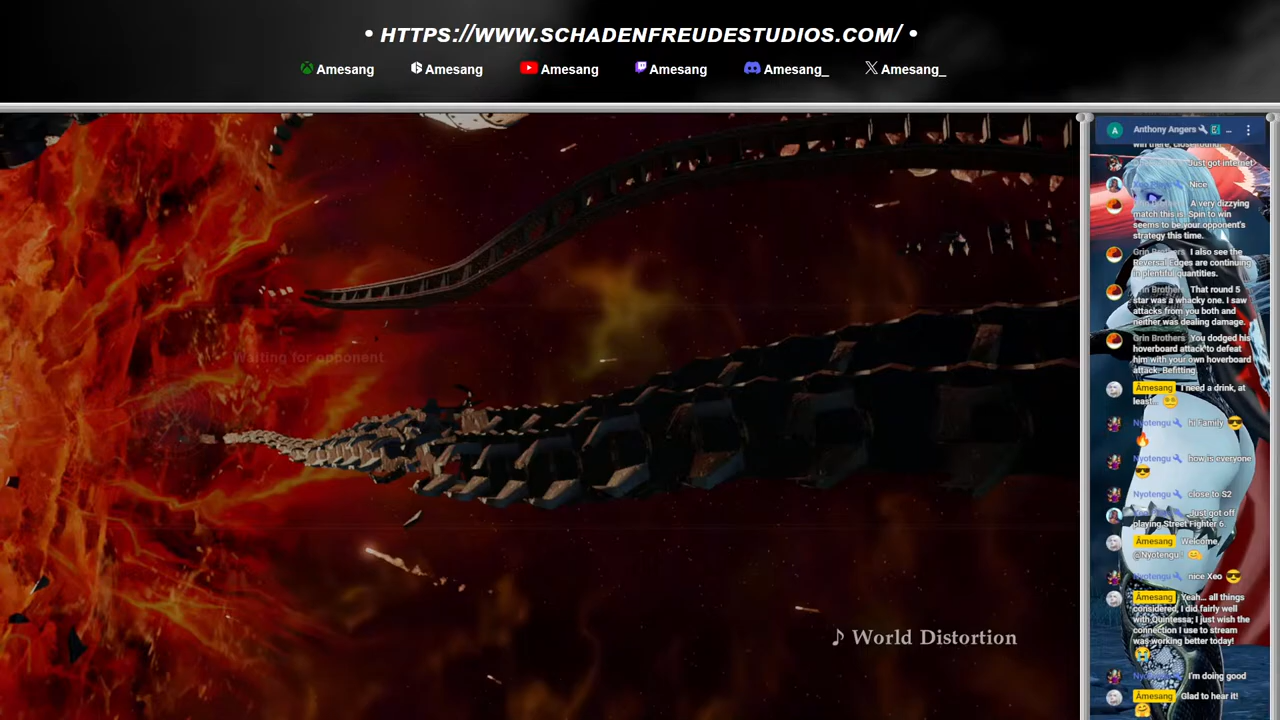 • HTTPS://WWW.SCHADENFREUDESTUDIOS.COM/ •
Amesang Amesang Amesang Amesang Amesang_ Amesang_
Waiting for opponent
♪ World Distortion
A Anthony Angers
Just got internet
Nice
A very dizzying
match this is. Spin to win
seems to be your opponent's
strategy this time.
Grin Brothers I also see the
Reversal Edges are continuing
in plentiful quantities.
Grin Brothers That round 5
star was a whacky one. I saw
attacks from you both and
neither was dealing damage.
Grin Brothers You dodged his
hoverboard attack to defeat
him with your own hoverboard
attack. Befitting.
Āmesang I need a drink, at
least... 😵‍💫
Nyotengu hi Family 😎
🔥
Nyotengu how is everyone
😎
Nyotengu close to S2
Just got off
playing Street Fighter 6.
Āmesang Welcome,
@Nyotengu ! 🤗
Nyotengu nice Xeo 😎
Āmesang Yeah... all things
considered, I did fairly well
with Quintessa; I just wish the
connection I use to stream
was working better today!
😭
Nyotengu I'm doing good
Āmesang Glad to hear it!
🤗